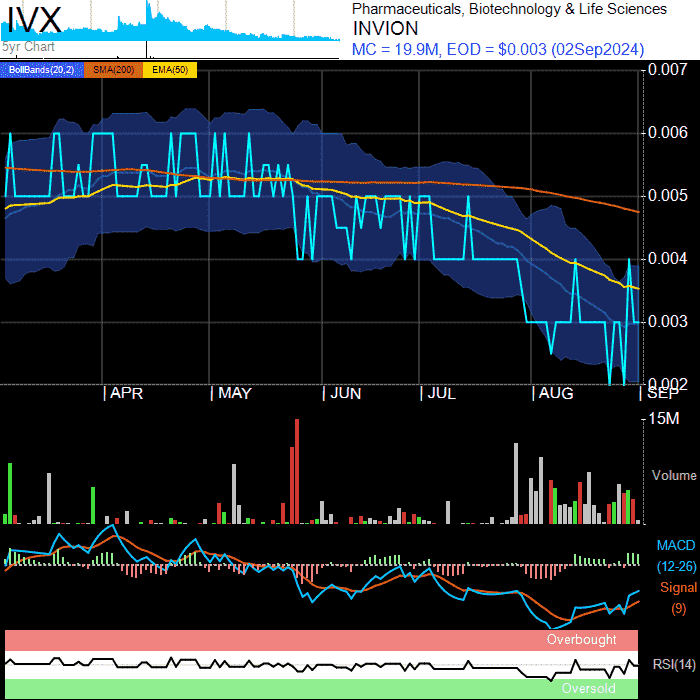 IVX
5yr Chart
Pharmaceuticals, Biotechnology & Life Sciences
INVION
MC = 19.9M, EOD = $0.003 (02Sep2024)
BollBands(20,2) SMA(200) EMA(50)
0.007
0.006
0.005
0.004
0.003
0.002
APR MAY JUN JUL AUG SEP
15M
Volume
MACD
(12-26)
Signal
(9)
Overbought
RSI(14)
Oversold